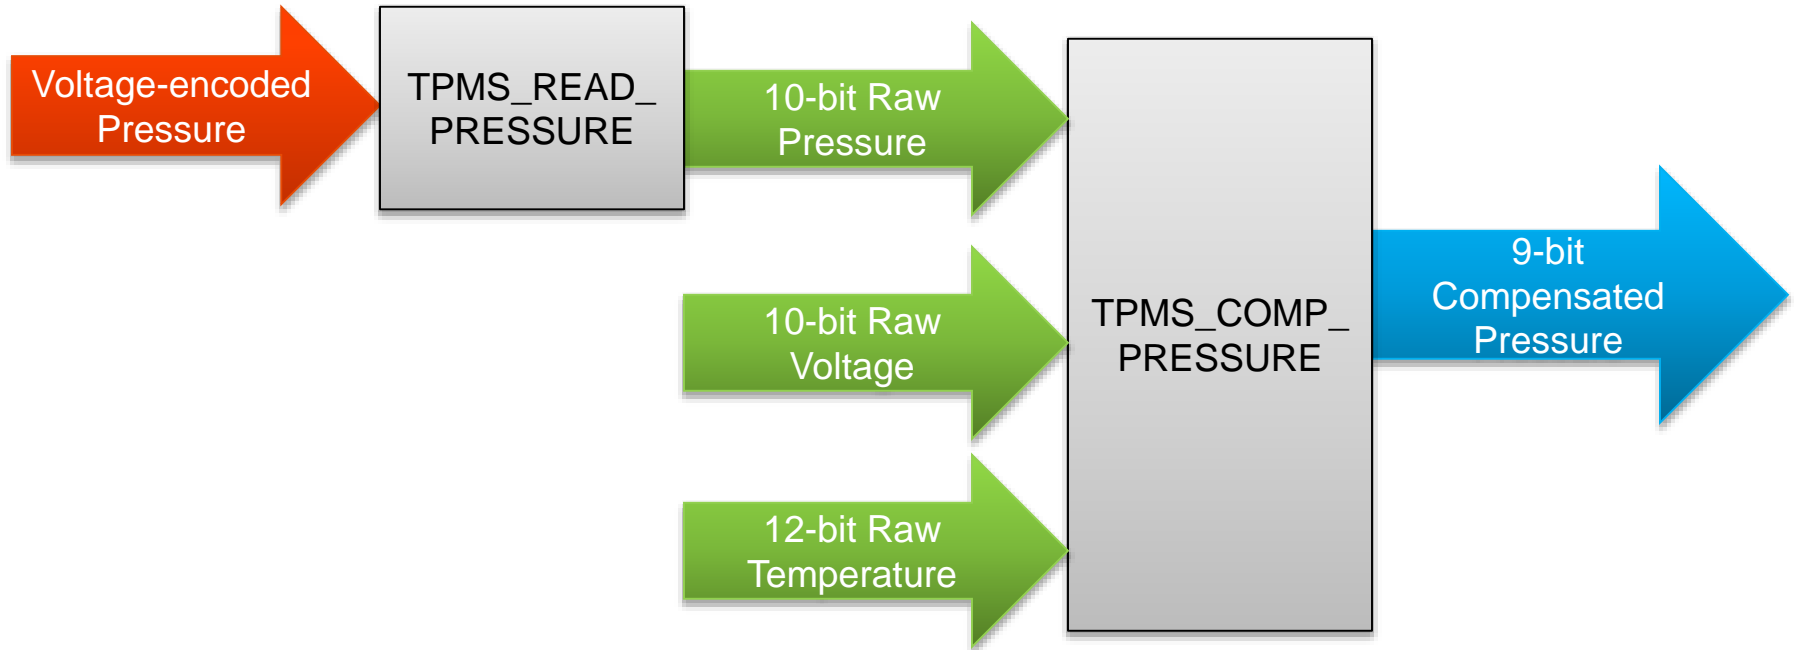 Voltage-encoded
Pressure
TPMS_READ_
PRESSURE
10-bit Raw
Pressure
10-bit Raw
Voltage
12-bit Raw
Temperature
TPMS_COMP_
PRESSURE
9-bit
Compensated
Pressure